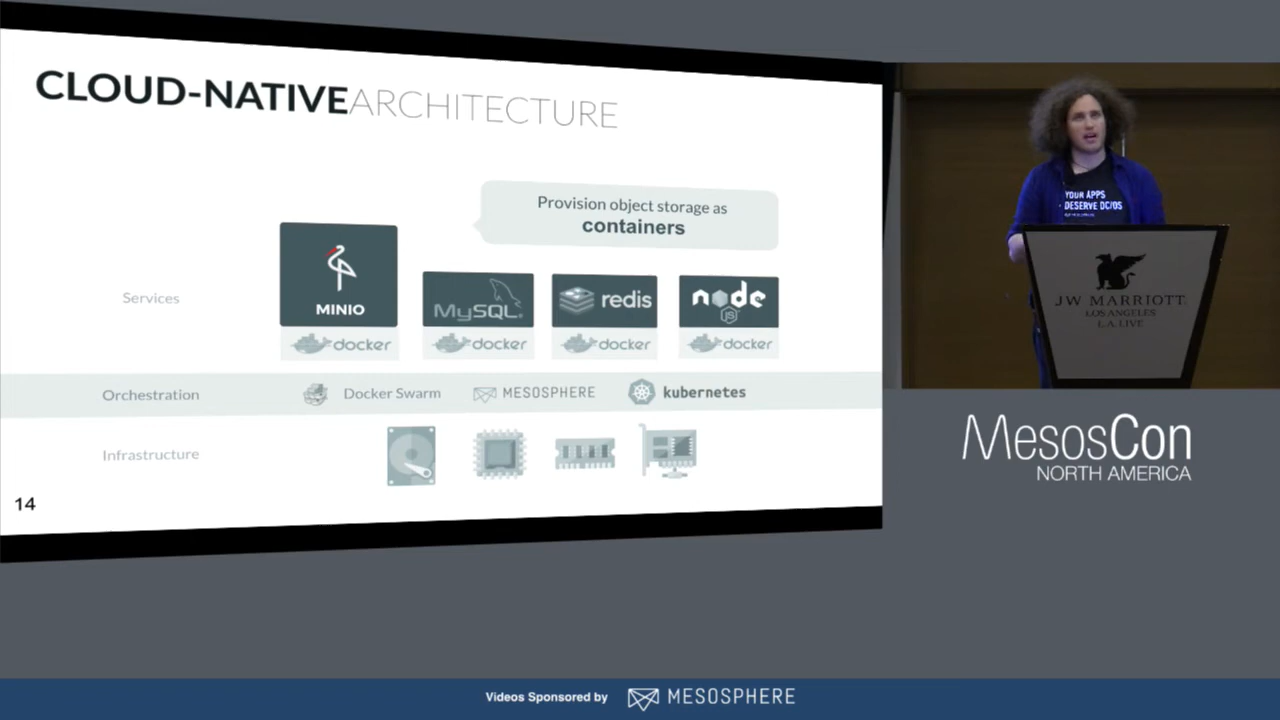 CLOUD-NATIVEARCHITECTURE
Provision object storage as
containers
Services
MINIO
MySQL®
redis
node
JS
docker
docker
docker
docker
Orchestration
Docker Swarm
MESOSPHERE
kubernetes
Infrastructure
14
YOUR APPS
DESERVE DC/OS
JW MARRIOTT
LOS ANGELES
L.A. LIVE
MesosCon
NORTH AMERICA
Videos Sponsored by
MESOSPHERE